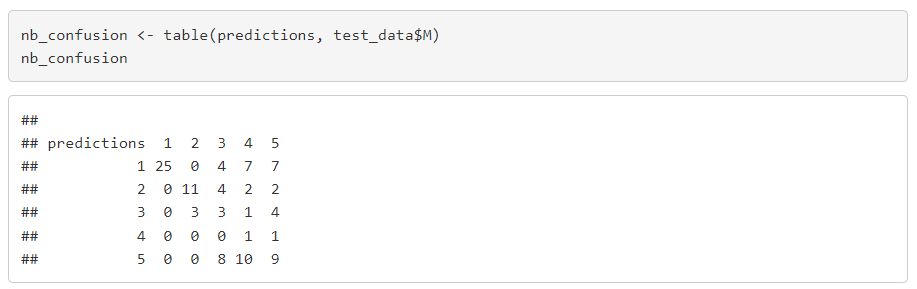 nb_confusion <- table(predictions, test_data$M)
nb_confusion
##
## predictions  1  2  3  4  5
##           1 25  0  4  7  7
##           2  0 11  4  2  2
##           3  0  3  3  1  4
##           4  0  0  0  1  1
##           5  0  0  8 10  9